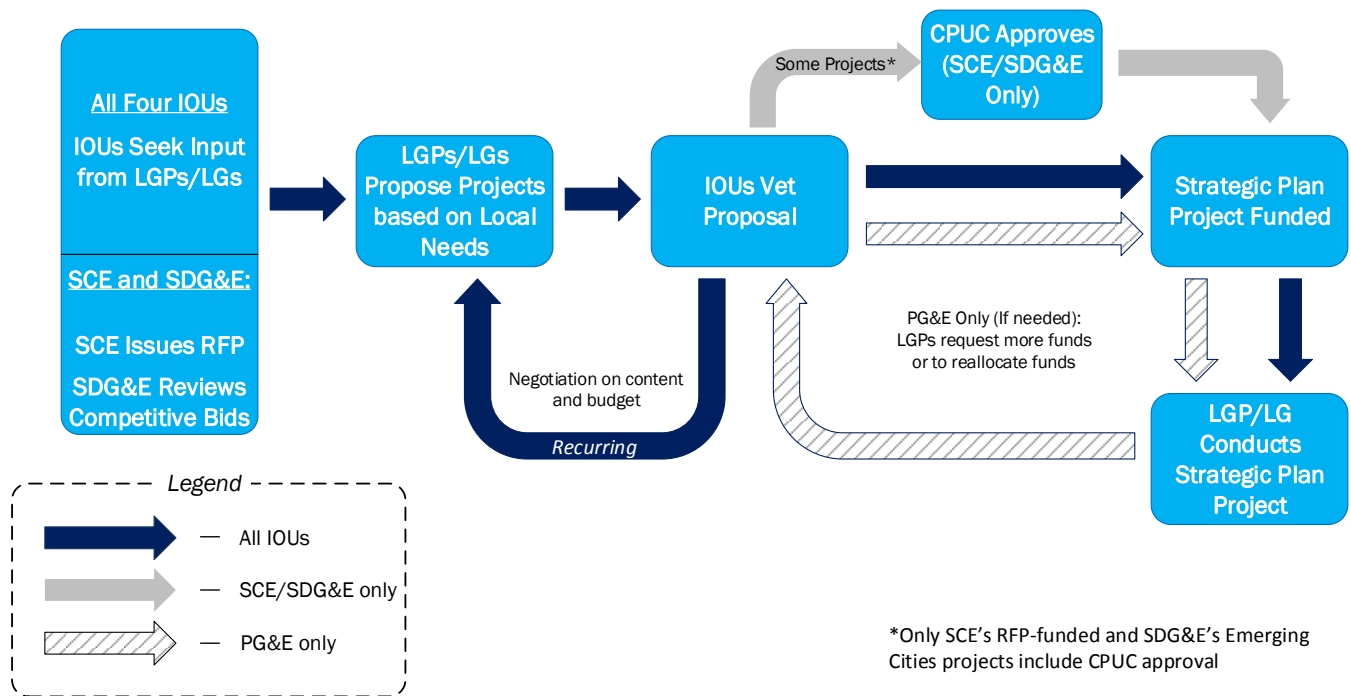 All Four IOUs
IOUs Seek Input
from LGPs/LGs
SCE and SDG&E:
SCE Issues RFP
SDG&E Reviews
Competitive Bids
LGPs/LGs
Propose Projects
based on Local
Needs
IOUs Vet
Proposal
Some Projects*
CPUC Approves
(SCE/SDG&E
Only)
Strategic Plan
Project Funded
Negotiation on content
and budget
Recurring
PG&E Only (If needed):
LGPs request more funds
or to reallocate funds
LGP/LG
Conducts
Strategic Plan
Project
Legend
— All IOUs
— SCE/SDG&E only
— PG&E only
*Only SCE’s RFP-funded and SDG&E’s Emerging
Cities projects include CPUC approval